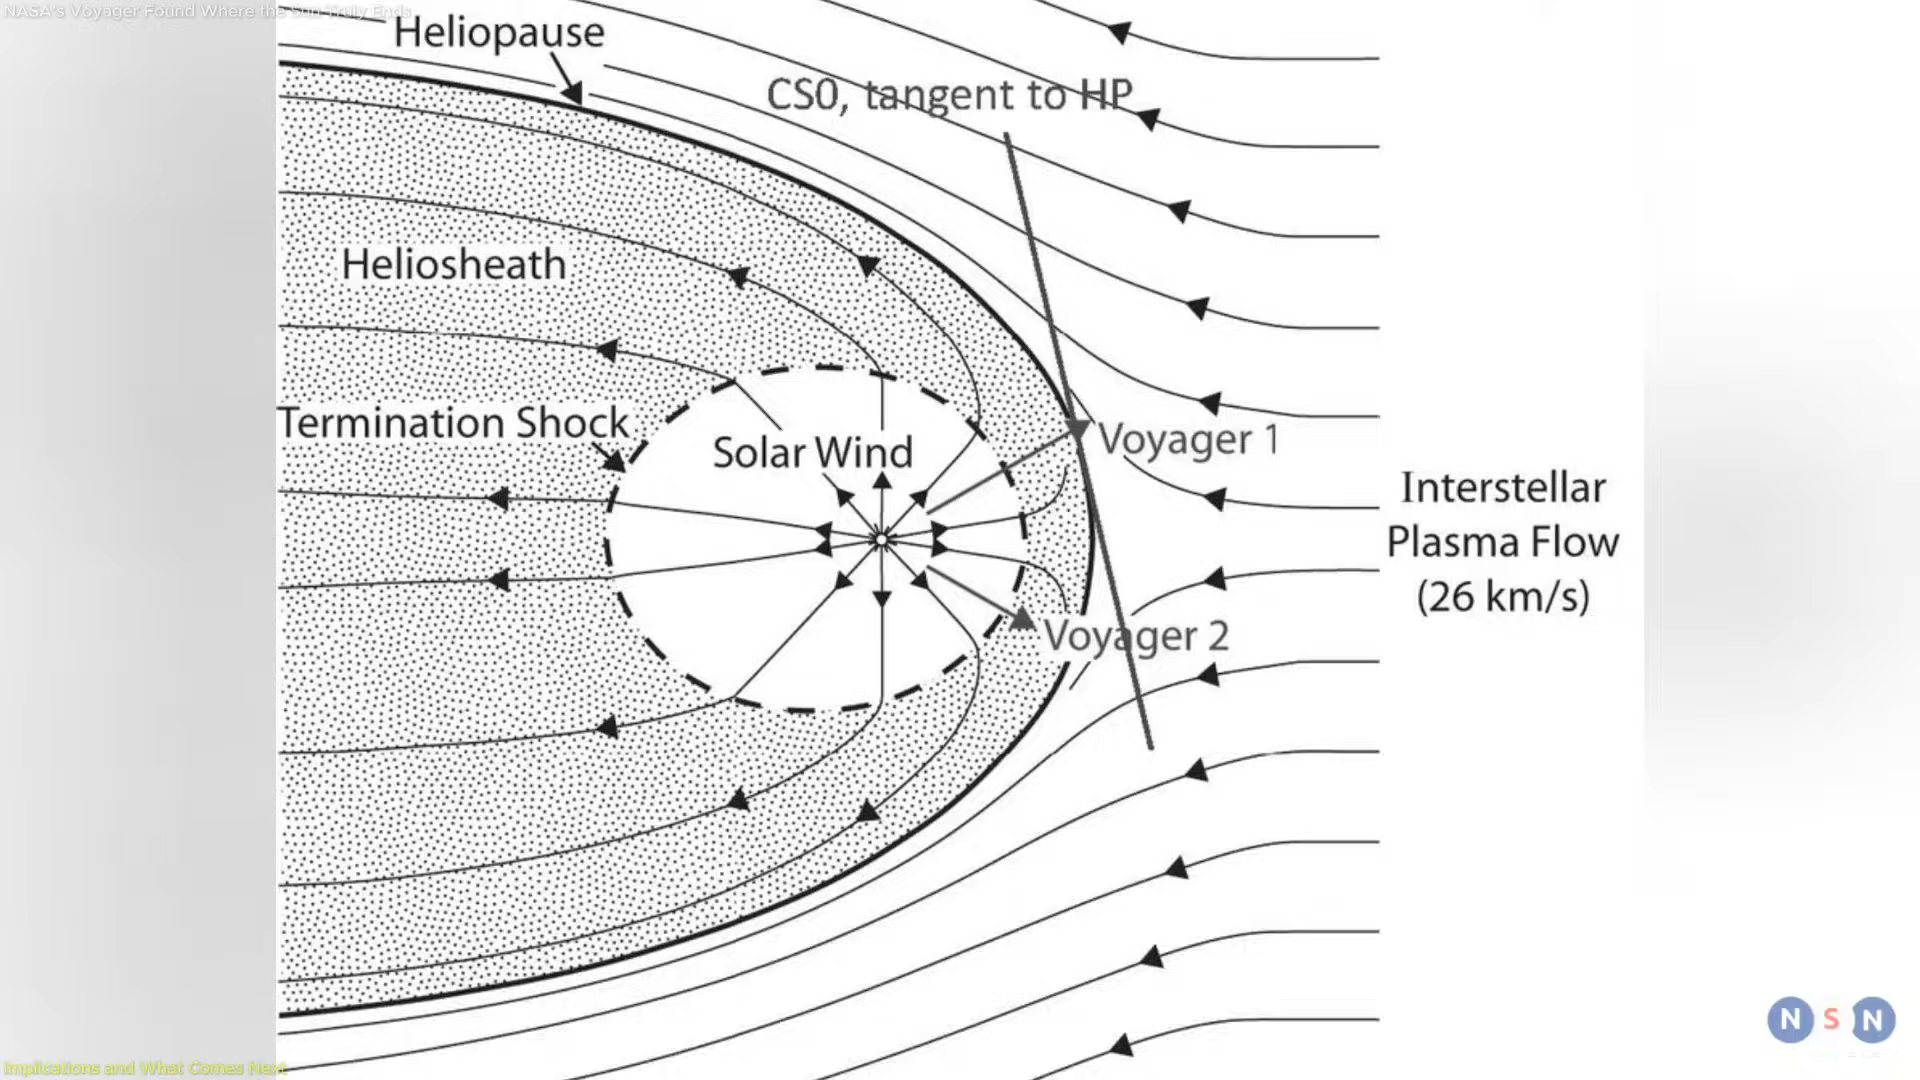 NASA's Voyager Found Where the Sun Truly Ends
Heliopause
CS0, tangent to HP
Heliosheath
Termination Shock
Solar Wind
Voyager 1
Interstellar
Plasma Flow
(26 km/s)
Voyager 2
N S N
Implications and What Comes Next